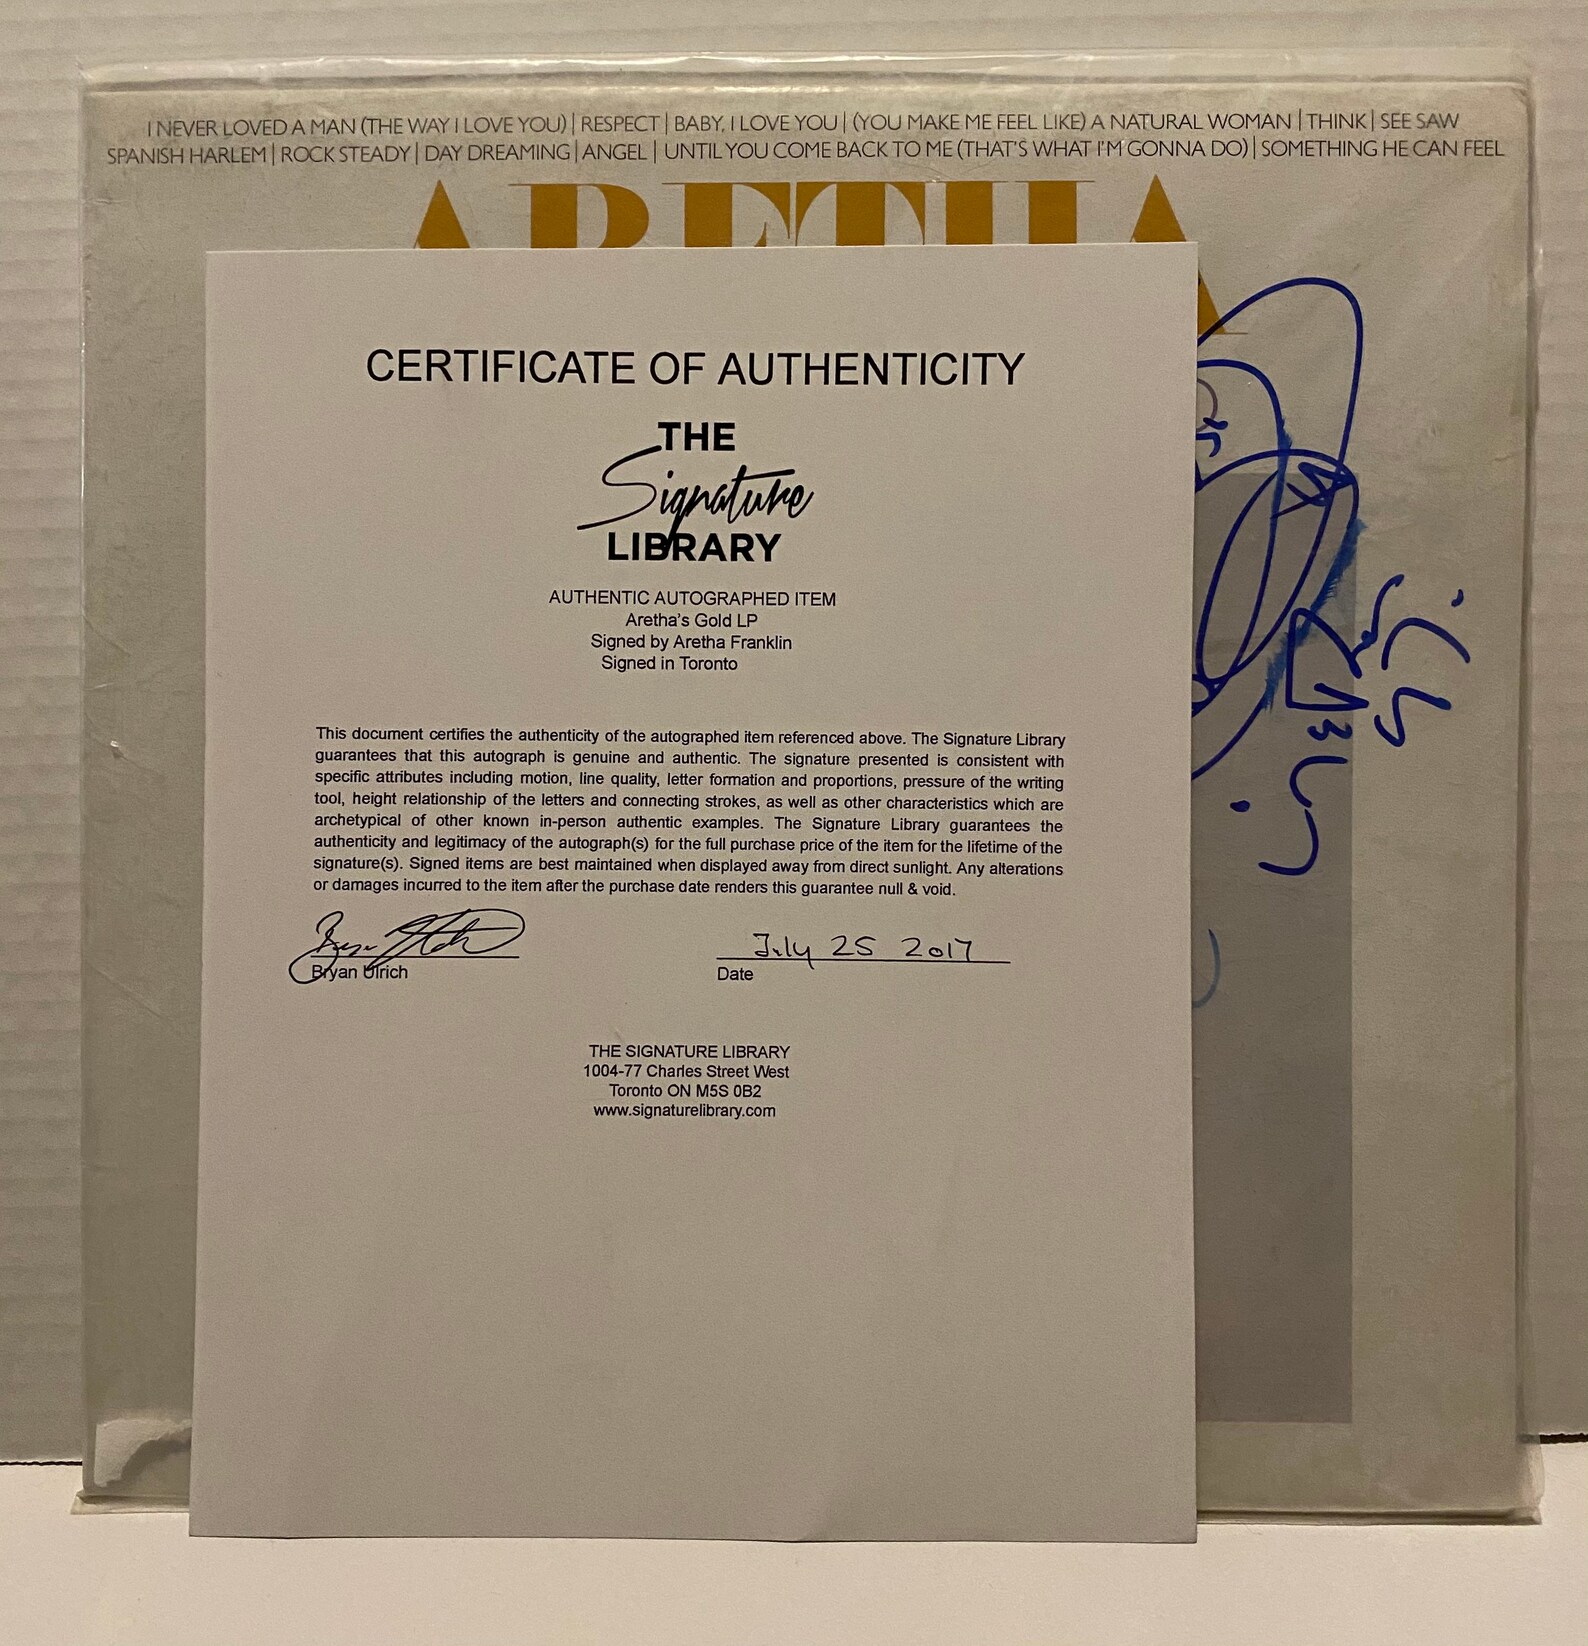 I NEVER LOVED A MAN (THE WAY I LOVE YOU) | RESPECT | BABY, I LOVE YOU | (YOU MAKE ME FEEL LIKE) A NATURAL WOMAN | THINK | SEE SAW
SPANISH HARLEM | ROCK STEADY | DAY DREAMING | ANGEL | UNTIL YOU COME BACK TO ME (THAT'S WHAT I'M GONNA DO) | SOMETHING HE CAN FEEL
ARETHA
CERTIFICATE OF AUTHENTICITY
THE
Signature
LIBRARY
AUTHENTIC AUTOGRAPHED ITEM
Aretha's Gold LP
Signed by Aretha Franklin
Signed in Toronto
This document certifies the authenticity of the autographed item referenced above. The Signature Library
guarantees that this autograph is genuine and authentic. The signature presented is consistent with
specific attributes including motion, line quality, letter formation and proportions, pressure of the writing
tool, height relationship of the letters and connecting strokes, as well as other characteristics which are
archetypical of other known in-person authentic examples. The Signature Library guarantees the
authenticity and legitimacy of the autograph(s) for the full purchase price of the item for the lifetime of the
signature(s). Signed items are best maintained when displayed away from direct sunlight. Any alterations
or damages incurred to the item after the purchase date renders this guarantee null & void.
July 25 2017
Bryan Ulrich
Date
THE SIGNATURE LIBRARY
1004-77 Charles Street West
Toronto ON M5S 0B2
www.signaturelibrary.com